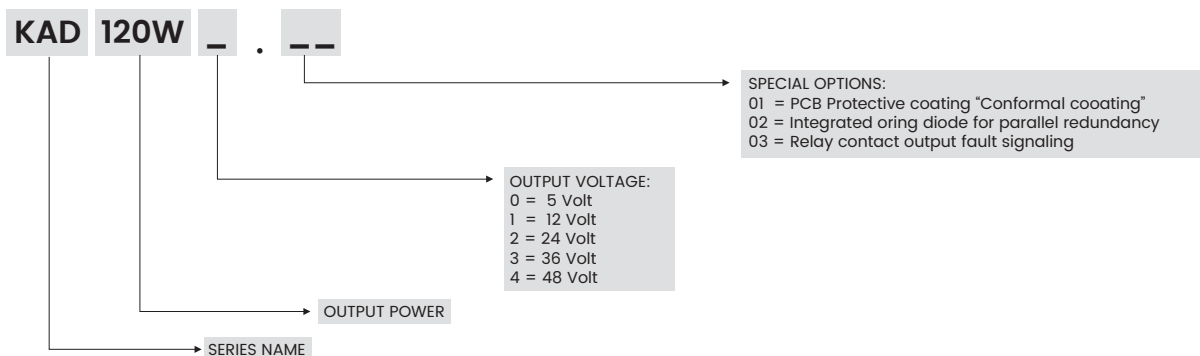 KAD 120W _ . _ _
SPECIAL OPTIONS:
01 = PCB Protective coating “Conformal cooating”
02 = Integrated oring diode for parallel redundancy
03 = Relay contact output fault signaling
OUTPUT VOLTAGE:
0 = 5 Volt
1 = 12 Volt
2 = 24 Volt
3 = 36 Volt
4 = 48 Volt
OUTPUT POWER
SERIES NAME